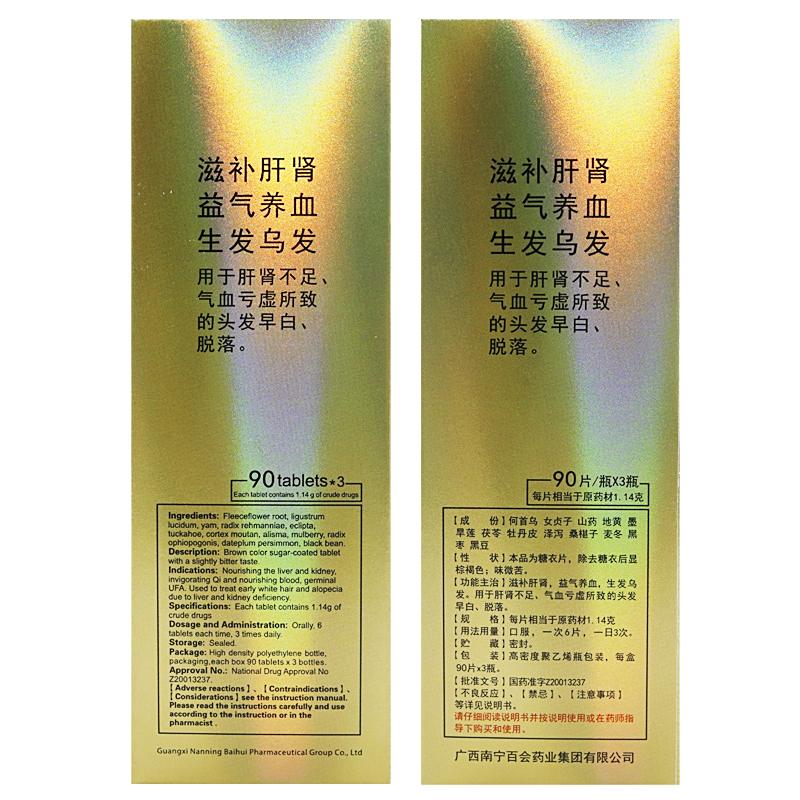 滋补肝肾
益气养血
生发乌发
用于肝肾不足、
气血亏虚所致
的头发早白、
脱落。
90 tablets*3
Each tablet contains 1.14 g of crude drugs
Ingredients: Fleeceflower root, ligustrum
lucidum, yam, radix rehmanniae, eclipta,
tuckahoe, cortex moutan, alisma, mulberry, radix
ophiopogonis, dateplum persimmon, black bean.
Description: Brown color sugar-coated tablet
with a slightly bitter taste.
Indications: Nourishing the liver and kidney,
invigorating Qi and nourishing blood, germinal
UFA. Used to treat early white hair and alopecia
due to liver and kidney deficiency.
Specifications: Each tablet contains 1.14g of
crude drugs
Dosage and Administration: Orally. 6
tablets each time, 3 times daily.
Storage: Sealed.
Package: High density polyethylene bottle,
packaging,each box 90 tablets x 3 bottles.
Approval No.: National Drug Approval No
Z20013237.
【Adverse reactions】、【Contraindications】、
【Considerations】see the instruction manual.
Please read the instructions carefully and use
according to the instruction or in the
pharmacist .
Guangxi Nanning Baihui Pharmaceutical Group Co., Ltd
滋补肝肾
益气养血
生发乌发
用于肝肾不足、
气血亏虚所致
的头发早白、
脱落。
90片/瓶X3瓶
每片相当于原药材1.14克
【成 份】何首乌 女贞子 山药 地黄 墨
旱莲 茯苓 牡丹皮 泽泻 桑椹子 麦冬 黑
枣 黑豆
【性 状】本品为糖衣片，除去糖衣后显
棕褐色；味微苦。
【功能主治】滋补肝肾，益气养血，生发乌
发。用于肝肾不足、气血亏虚所致的头发
早白、脱落。
【规 格】每片相当于原药材1.14克
【用法用量】口服，一次6片，一日3次。
【贮 藏】密封。
【包 装】高密度聚乙烯瓶包装，每盒
90片x3瓶。
【批准文号】国药准字Z20013237
【不良反应】、【禁忌】、【注意事项】
等详见说明书。
请仔细阅读说明书并按说明使用或在药师指
导下购买和使用。
广西南宁百会药业集团有限公司